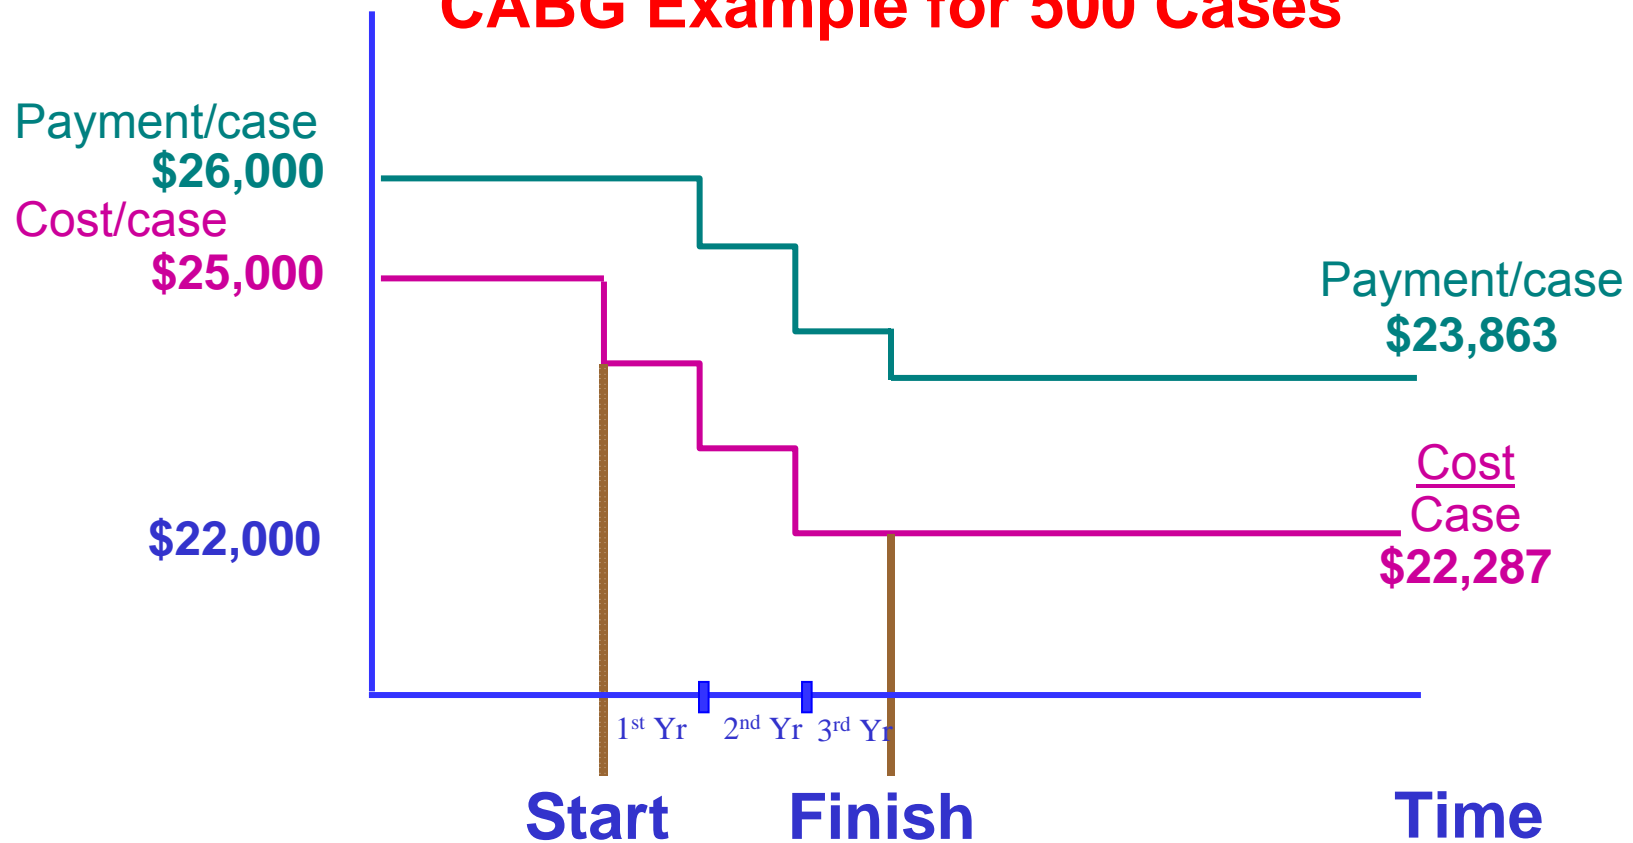 CABG Example for 500 Cases
Payment/case
$26,000
Cost/case
$25,000
Payment/case
$23,863
Cost
Case
$22,287
$22,000
1st Yr
2nd Yr
3rd Yr
Start
Finish
Time